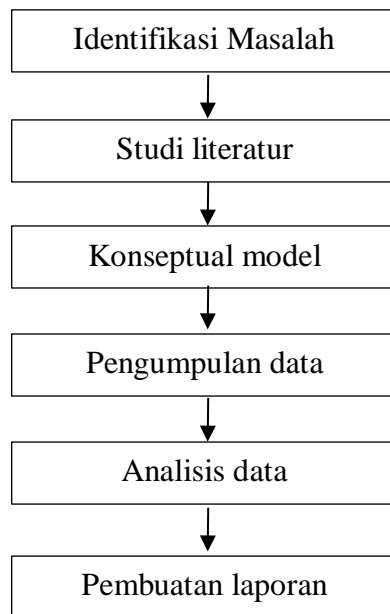 Identifikasi Masalah
Studi literatur
Konseptual model
Pengumpulan data
Analisis data
Pembuatan laporan